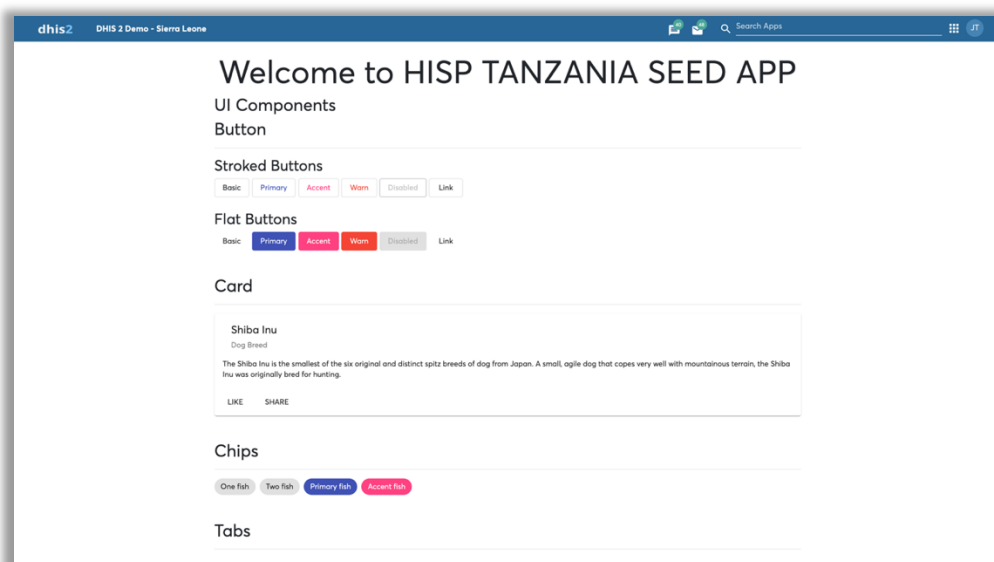 dhis2 DHIS 2 Demo - Sierra Leone Search Apps JT
Welcome to HISP TANZANIA SEED APP
UI Components
Button
Stroked Buttons
Basic Primary Accent Warn Disabled Link
Flat Buttons
Basic Primary Accent Warn Disabled Link
Card
Shiba Inu
Dog Breed
The Shiba Inu is the smallest of the six original and distinct spitz breeds of dog from Japan. A small, agile dog that copes very well with mountainous terrain, the Shiba
Inu was originally bred for hunting.
LIKE SHARE
Chips
One fish Two fish Primary fish Accent fish
Tabs